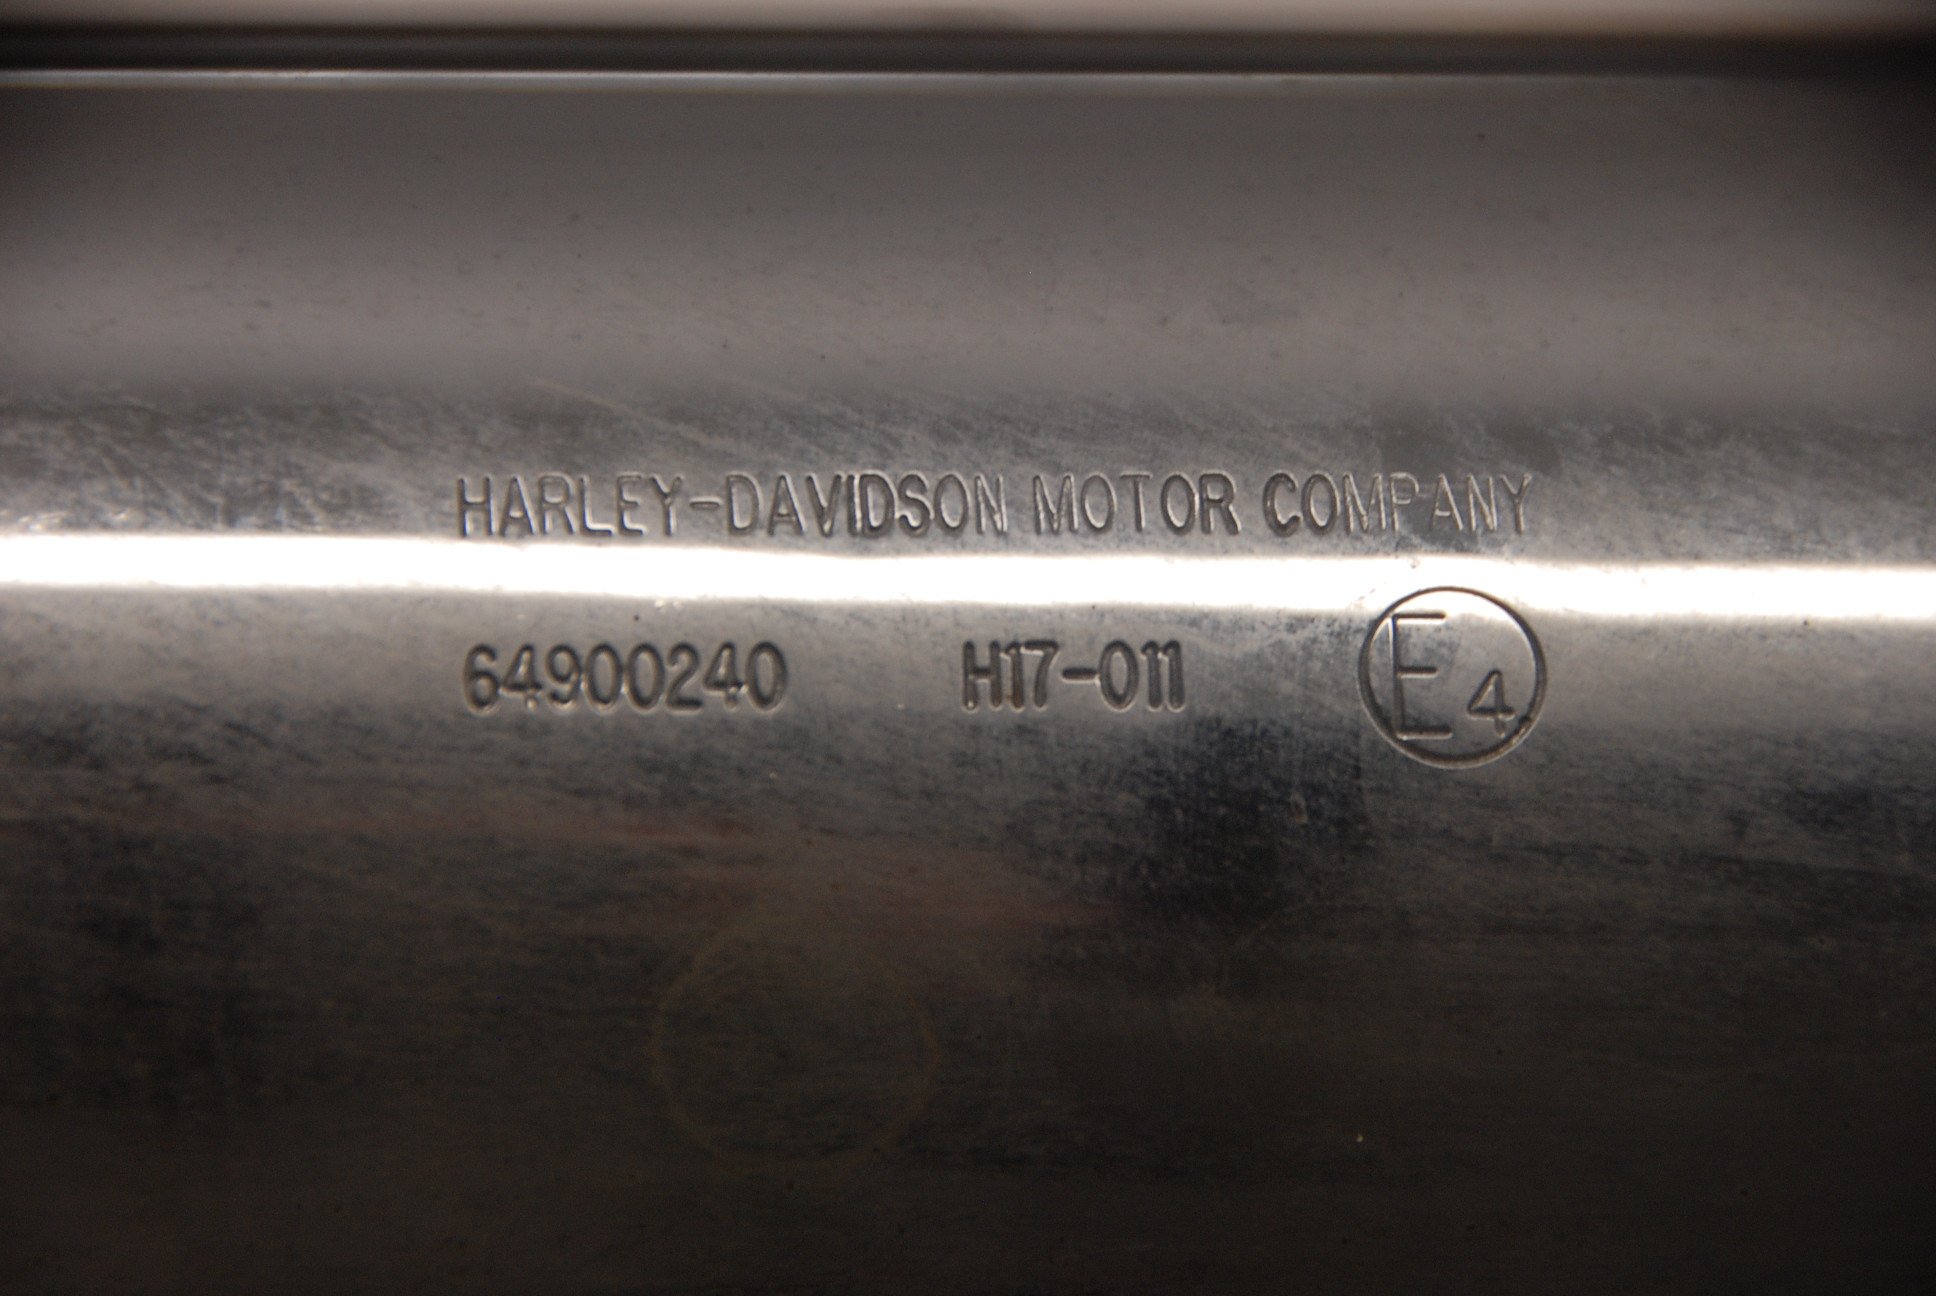 HARLEY-DAVIDSON MOTOR COMPANY
64900240 H17-011 E4